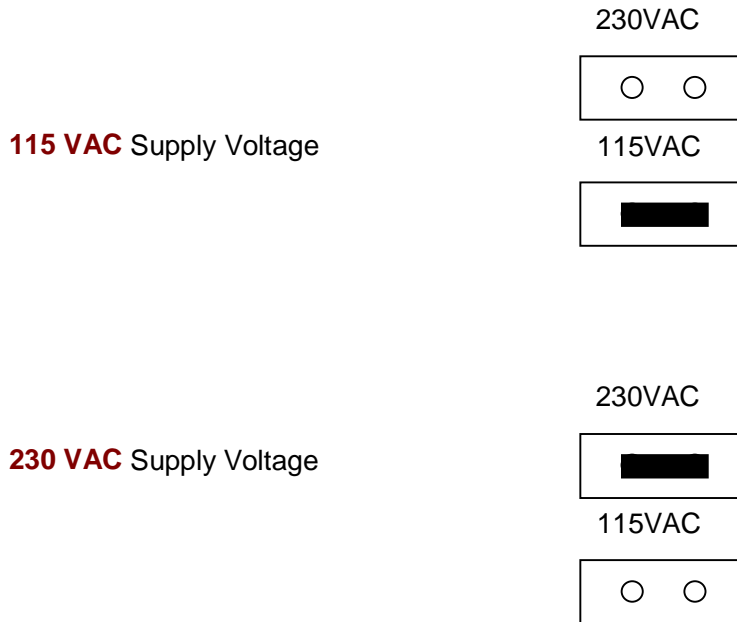 230VAC
115 VAC Supply Voltage
115VAC
230VAC
230 VAC Supply Voltage
115VAC